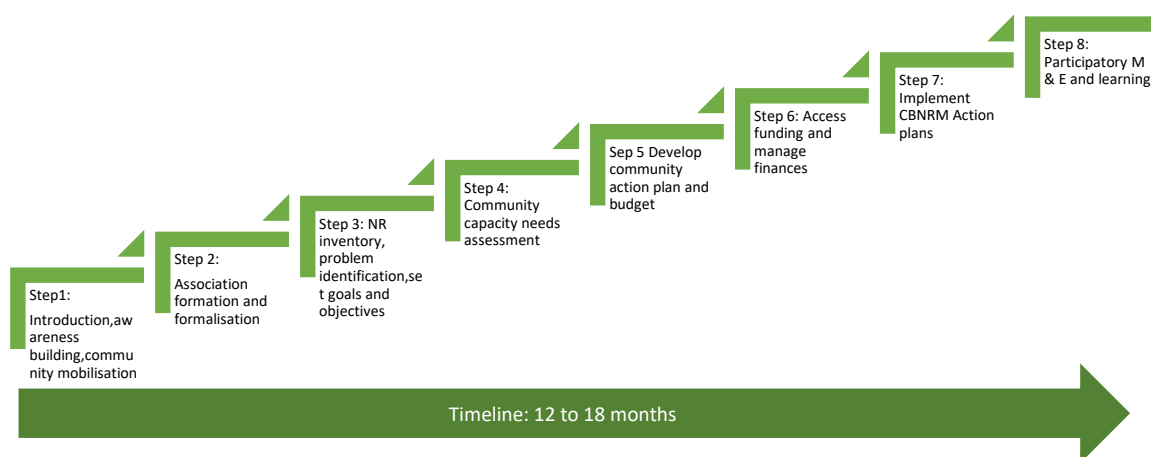 Step1:
Introduction,aw
areness
building,commu
nity mobilisation
Step 2:
Association
formation and
formalisation
Step 3: NR
inventory,
problem
identification,se
t goals and
objectives
Step 4:
Community
capacity needs
assessment
Sep 5 Develop
community
action plan and
budget
Step 6: Access
funding and
manage
finances
Step 7:
Implement
CBNRM Action
plans
Step 8:
Participatory M
& E and learning
Timeline: 12 to 18 months